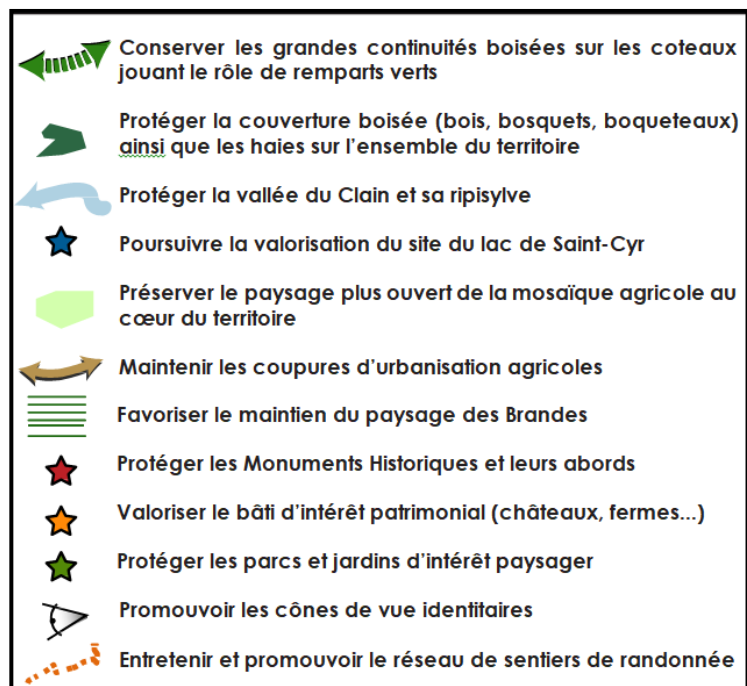 Conserver les grandes continuités boisées sur les coteaux
jouant le rôle de remparts verts
Protéger la couverture boisée (bois, bosquets, boqueteaux)
ainsi que les haies sur l'ensemble du territoire
Protéger la vallée du Clain et sa ripisylve
Poursuivre la valorisation du site du lac de Saint-Cyr
Préserver le paysage plus ouvert de la mosaïque agricole au
cœur du territoire
Maintenir les coupures d'urbanisation agricoles
Favoriser le maintien du paysage des Brandes
Protéger les Monuments Historiques et leurs abords
Valoriser le bâti d'intérêt patrimonial (châteaux, fermes...)
Protéger les parcs et jardins d'intérêt paysager
Promouvoir les cônes de vue identitaires
Entretenir et promouvoir le réseau de sentiers de randonnée